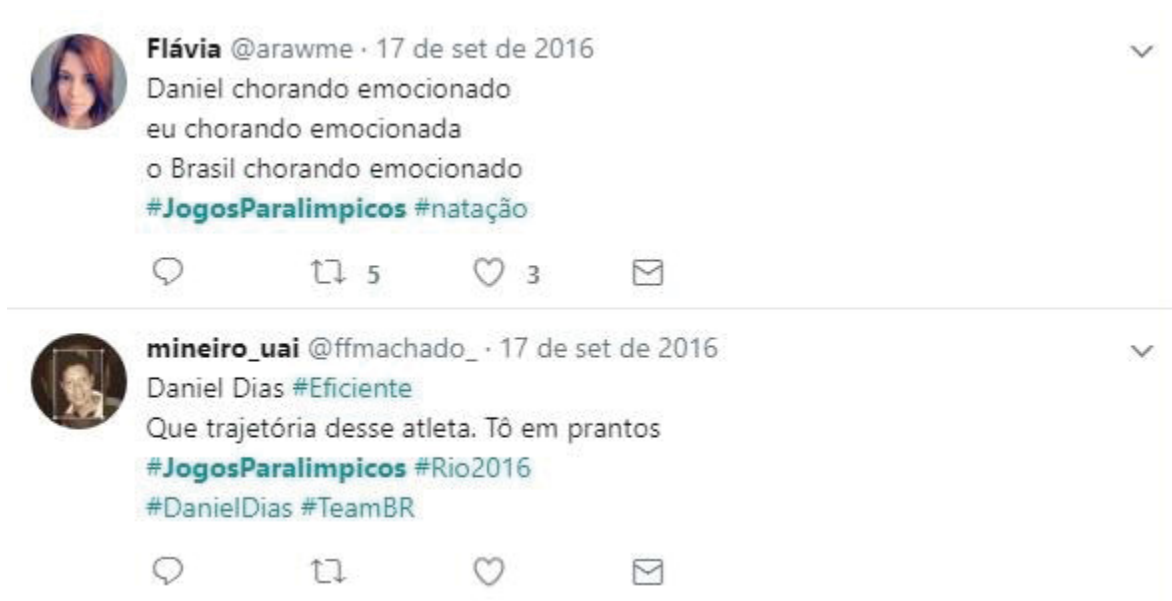 Flávia @arawme · 17 de set de 2016
Daniel chorando emocionado
eu chorando emocionada
o Brasil chorando emocionado
#JogosParalimpicos #natação
5 3
mineiro_uai @ffmachado_ · 17 de set de 2016
Daniel Dias #Eficiente
Que trajetória desse atleta. Tô em prantos
#JogosParalimpicos #Rio2016
#DanielDias #TeamBR